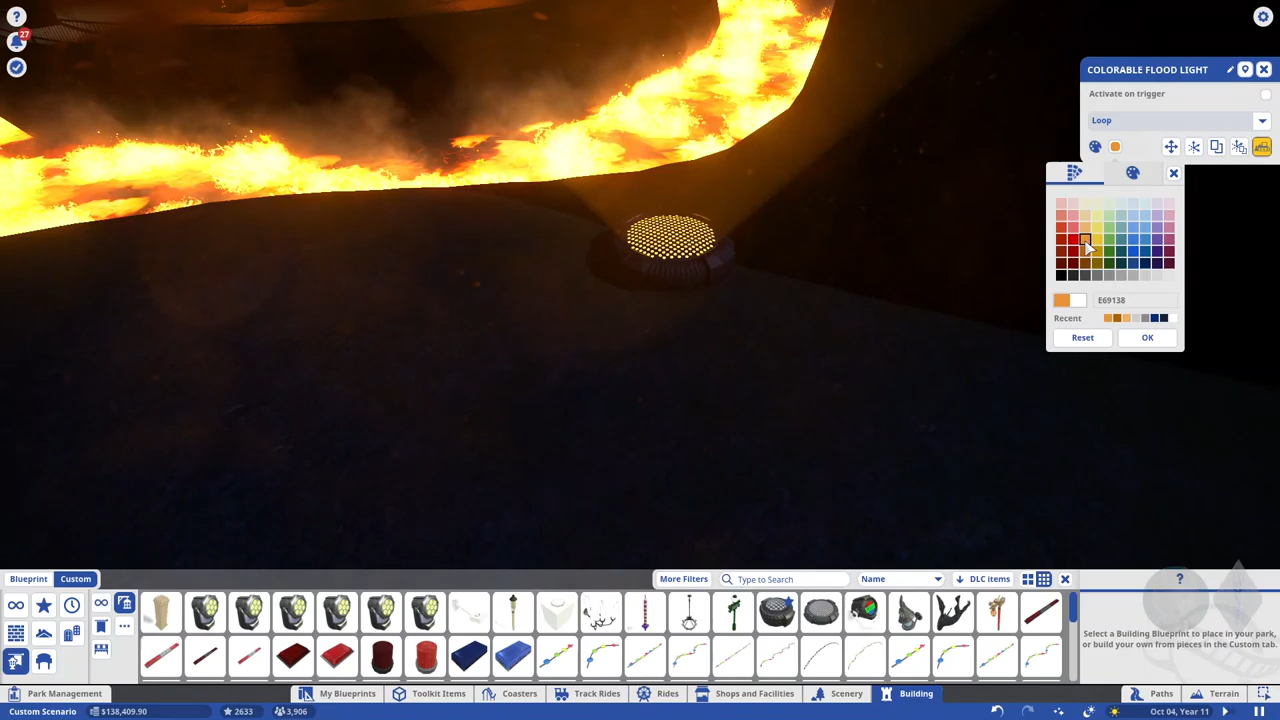 27
COLORABLE FLOOD LIGHT
Activate on trigger
Loop
E69138
Recent
Reset
OK
Blueprint
Custom
More Filters
Type to Search
Name
DLC items
?
Select a Building Blueprint to place in your park,
or build your own from pieces in the Custom tab.
Park Management
My Blueprints
Toolkit Items
Coasters
Track Rides
Rides
Shops and Facilities
Scenery
Building
Paths
Terrain
Custom Scenario
$138,409.90
2633
3,906
Oct 04, Year 11